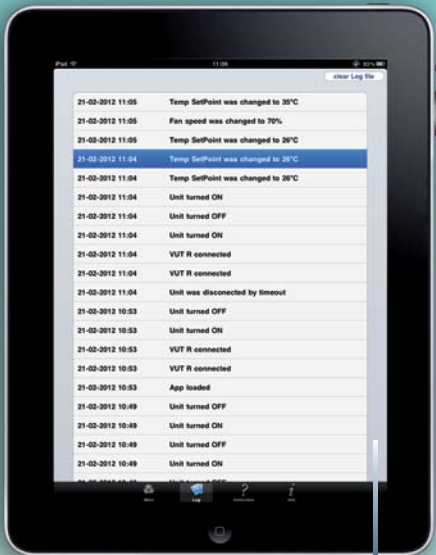 iPad 11:06 83%
clear Log file
21-02-2012 11:05 Temp SetPoint was changed to 35°C
21-02-2012 11:05 Fan speed was changed to 70%
21-02-2012 11:05 Temp SetPoint was changed to 26°C
21-02-2012 11:04 Temp SetPoint was changed to 26°C
21-02-2012 11:04 Temp SetPoint was changed to 26°C
21-02-2012 11:04 Unit turned ON
21-02-2012 11:04 Unit turned OFF
21-02-2012 11:04 Unit turned ON
21-02-2012 11:04 VUT R connected
21-02-2012 11:04 VUT R connected
21-02-2012 11:04 Unit was disconected by timeout
21-02-2012 10:53 Unit turned OFF
21-02-2012 10:53 Unit turned ON
21-02-2012 10:53 VUT R connected
21-02-2012 10:53 VUT R connected
21-02-2012 10:53 App loaded
21-02-2012 10:49 Unit turned OFF
21-02-2012 10:49 Unit turned ON
21-02-2012 10:49 Unit turned OFF
21-02-2012 10:49 Unit turned ON
Log